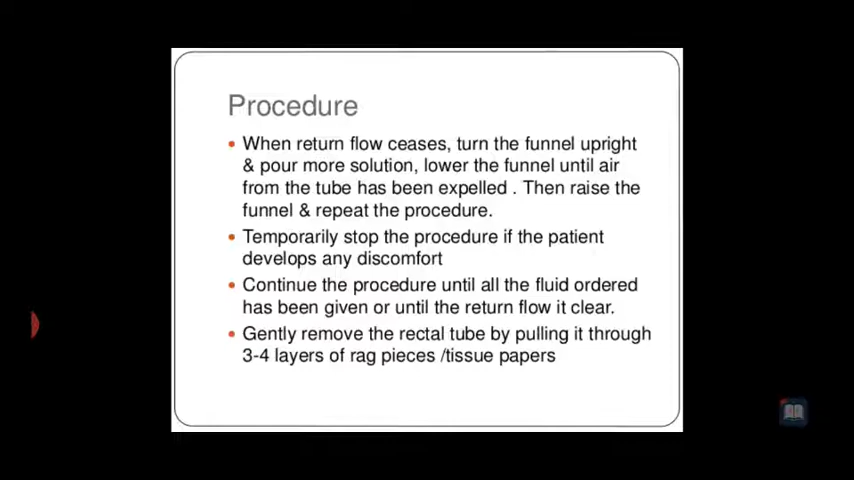 Procedure
• When return flow ceases, turn the funnel upright
& pour more solution, lower the funnel until air
from the tube has been expelled . Then raise the
funnel & repeat the procedure.
• Temporarily stop the procedure if the patient
develops any discomfort
• Continue the procedure until all the fluid ordered
has been given or until the return flow it clear.
• Gently remove the rectal tube by pulling it through
3-4 layers of rag pieces /tissue papers